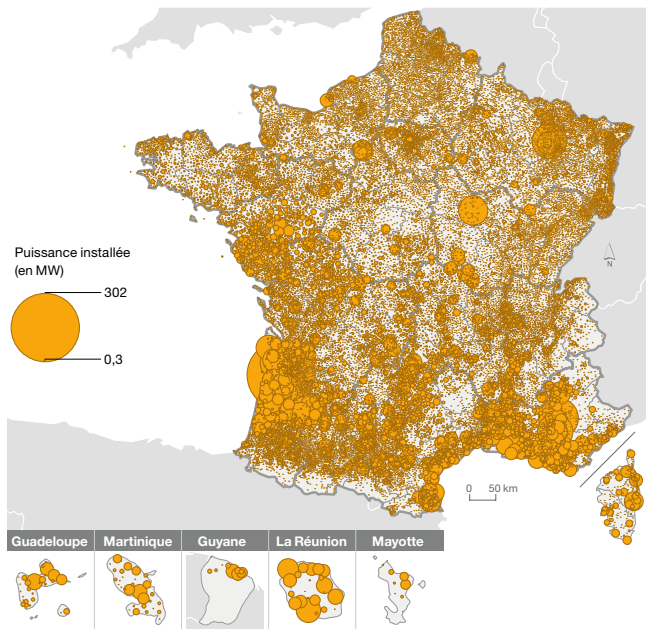 Puissance installée
(en MW)
302
0,3
N
0 50 km
Guadeloupe
Martinique
Guyane
La Réunion
Mayotte